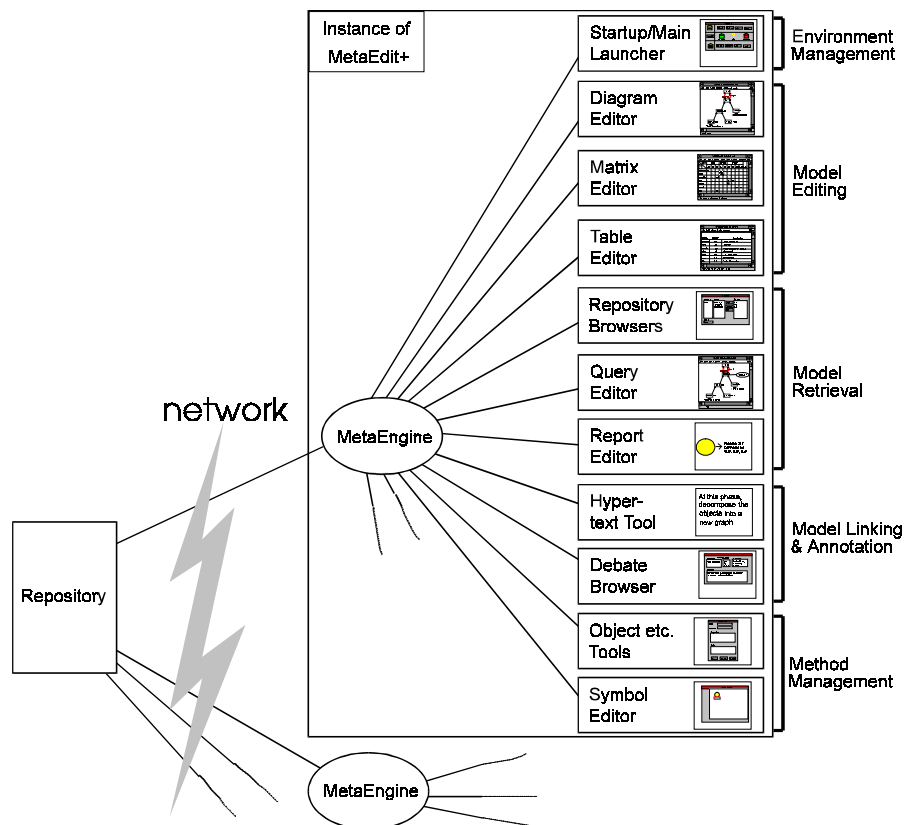 Instance of
MetaEdit+
Startup/Main
Launcher
Environment
Management
Diagram
Editor
Matrix
Editor
Table
Editor
Model
Editing
Repository
Browsers
Query
Editor
Report
Editor
Model
Retrieval
network
MetaEngine
Hyper-
text Tool
At this phase,
decompose the
objects into a
new graph
Debate
Browser
Model Linking
& Annotation
Repository
Object etc.
Tools
Symbol
Editor
Method
Management
MetaEngine